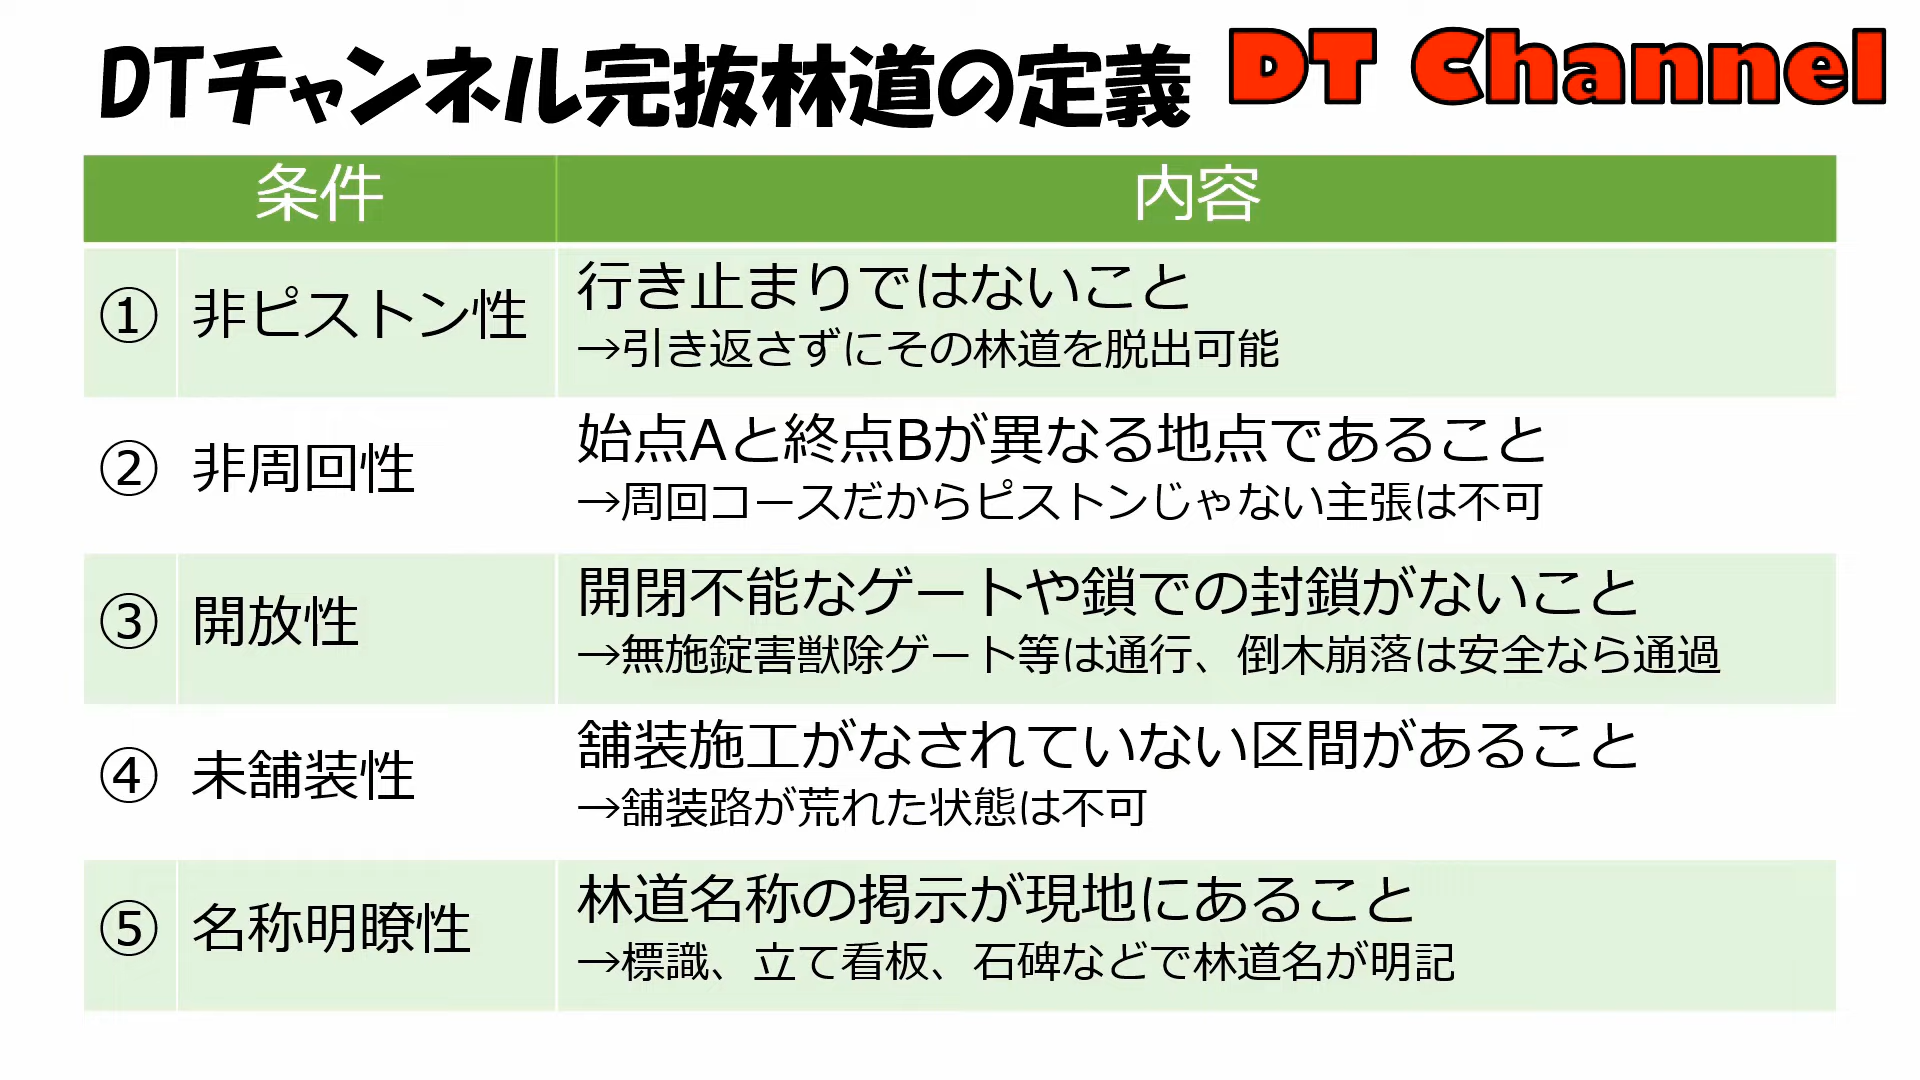 DTチャンネル完抜林道の定義
DT Channel
条件
内容
① 非ピストン性
行き止まりではないこと
→引き返さずにその林道を脱出可能
② 非周回性
始点Aと終点Bが異なる地点であること
→周回コースだからピストンじゃない主張は不可
③ 開放性
開閉不能なゲートや鎖での封鎖がないこと
→無施錠害獣除ゲート等は通行、倒木崩落は安全なら通過
④ 未舗装性
舗装施工がなされていない区間があること
→舗装路が荒れた状態は不可
⑤ 名称明瞭性
林道名称の掲示が現地にあること
→標識、立て看板、石碑などで林道名が明記